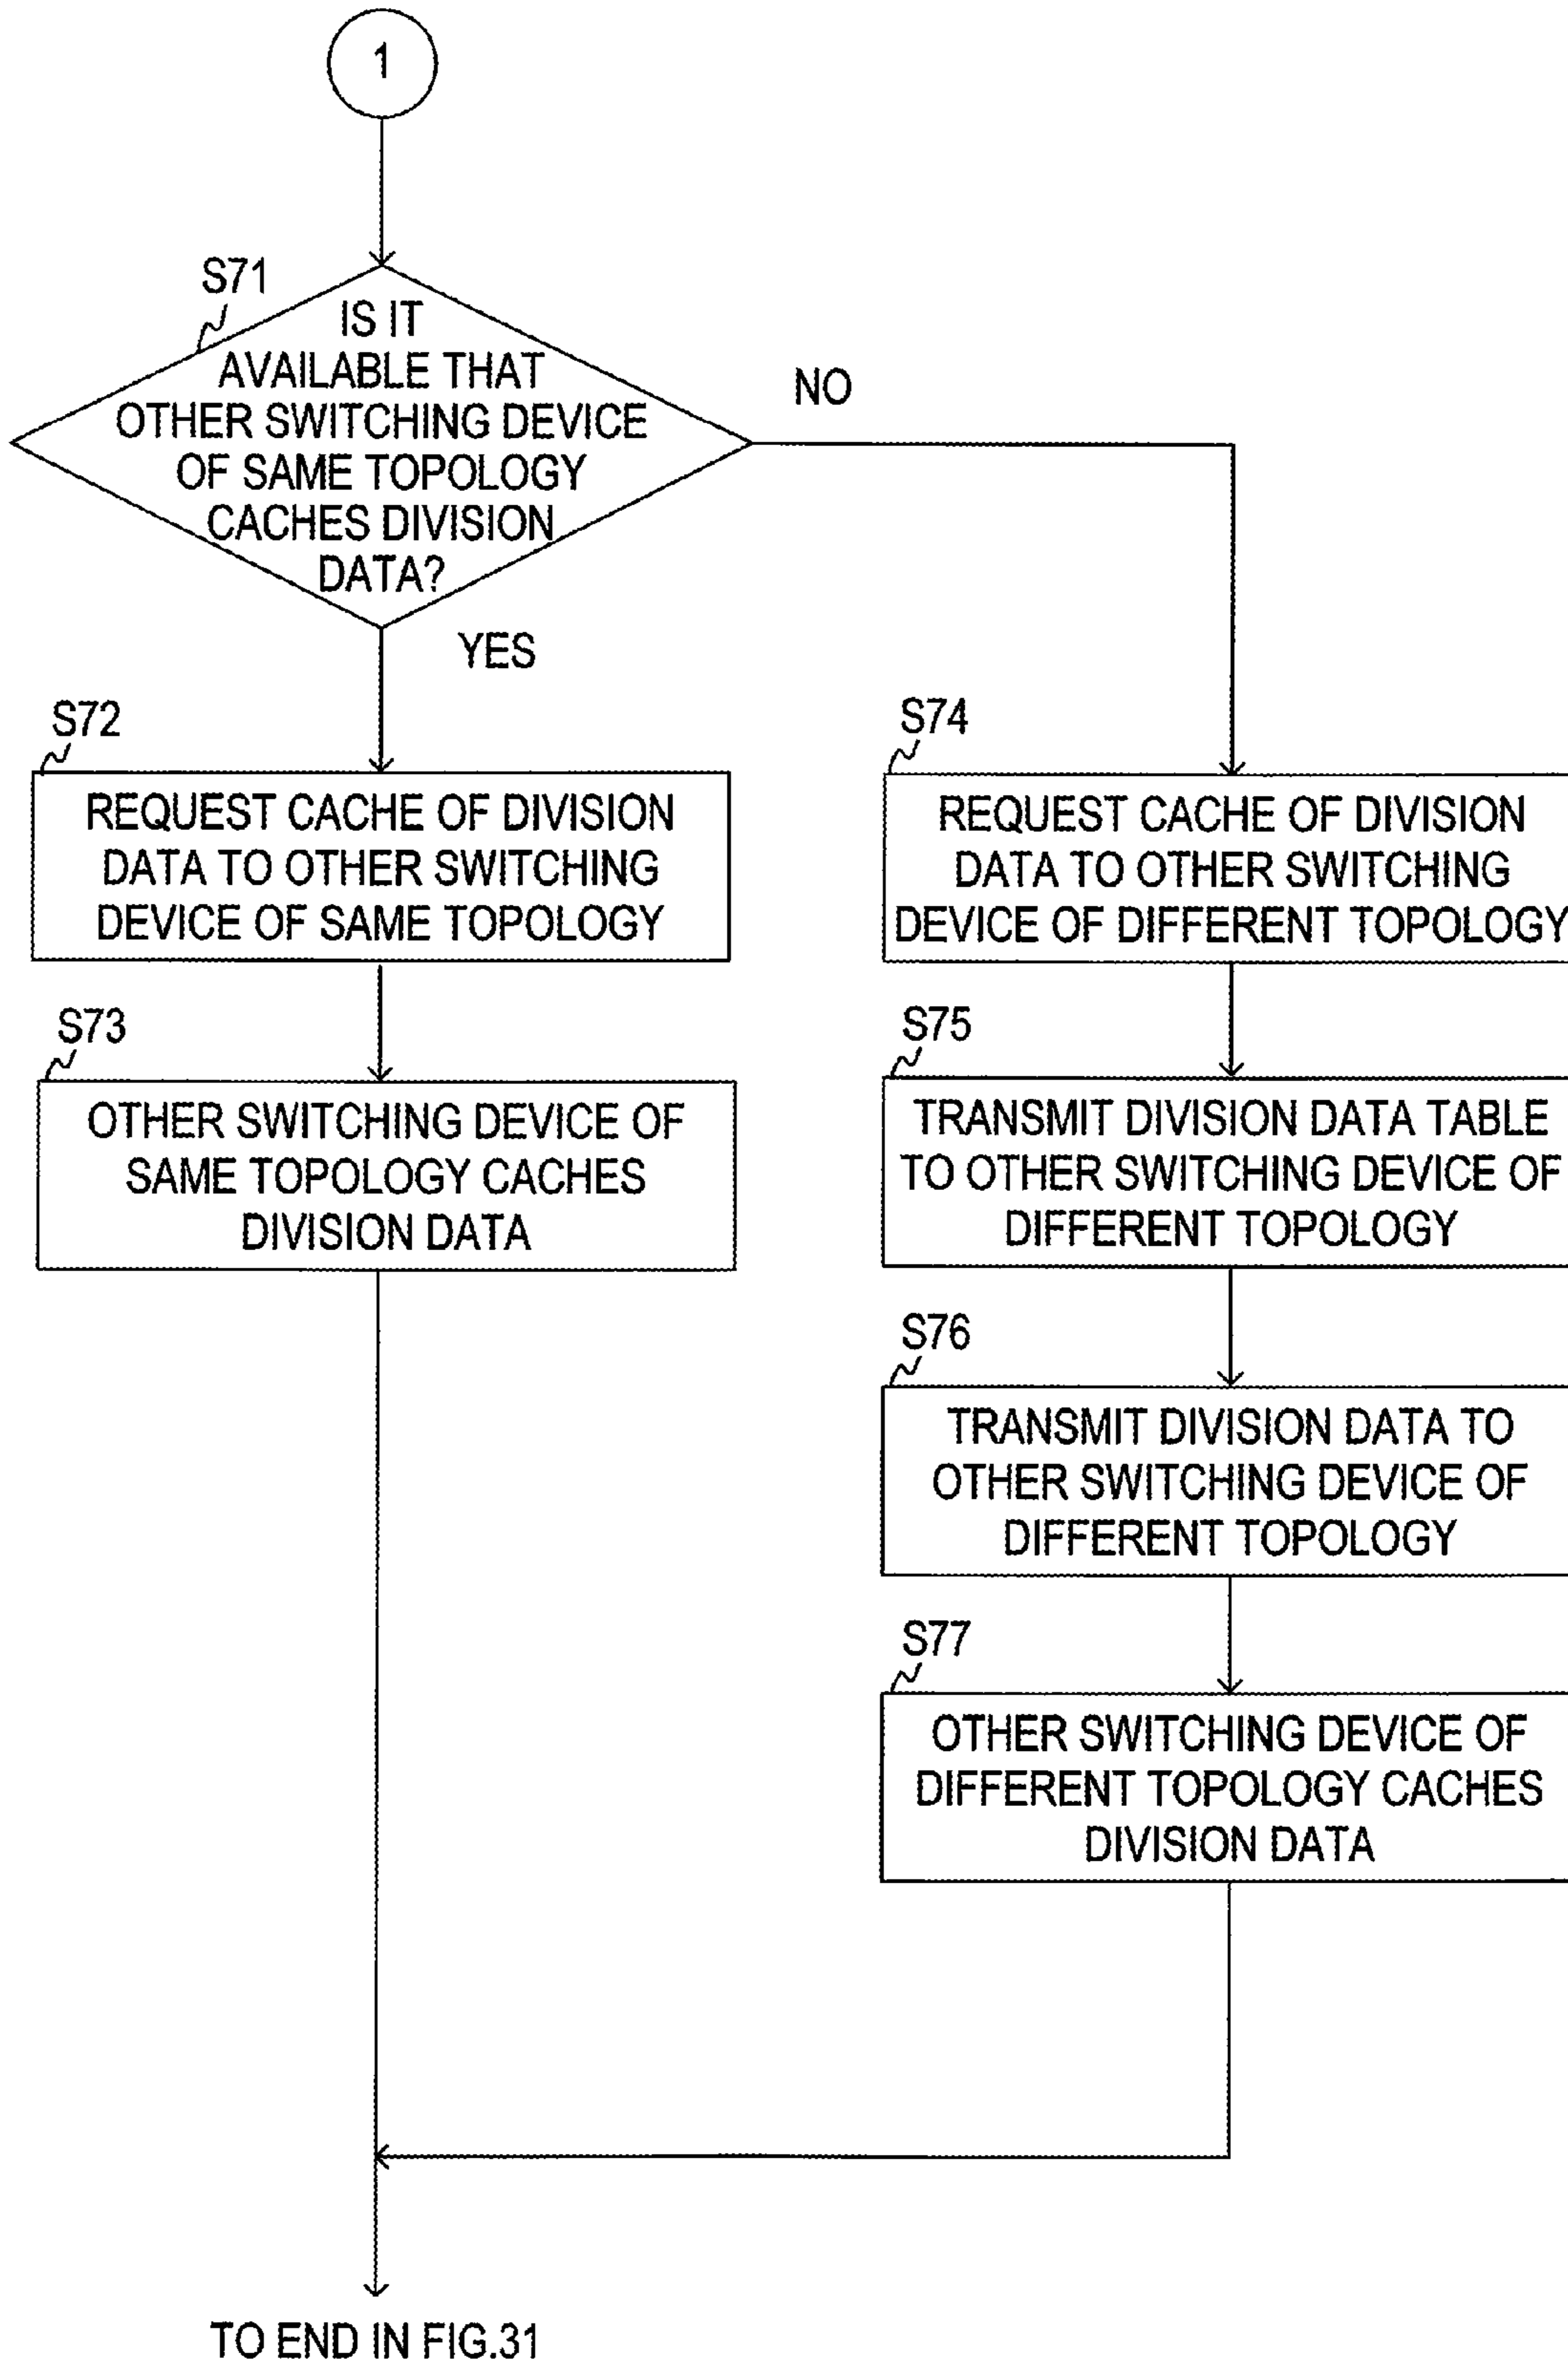 1
S71
IS IT
AVAILABLE THAT
OTHER SWITCHING DEVICE
OF SAME TOPOLOGY
CACHES DIVISION
DATA?
NO
YES
S72
REQUEST CACHE OF DIVISION
DATA TO OTHER SWITCHING
DEVICE OF SAME TOPOLOGY
S73
OTHER SWITCHING DEVICE OF
SAME TOPOLOGY CACHES
DIVISION DATA
S74
REQUEST CACHE OF DIVISION
DATA TO OTHER SWITCHING
DEVICE OF DIFFERENT TOPOLOGY
S75
TRANSMIT DIVISION DATA TABLE
TO OTHER SWITCHING DEVICE OF
DIFFERENT TOPOLOGY
S76
TRANSMIT DIVISION DATA TO
OTHER SWITCHING DEVICE OF
DIFFERENT TOPOLOGY
S77
OTHER SWITCHING DEVICE OF
DIFFERENT TOPOLOGY CACHES
DIVISION DATA
TO END IN FIG.31